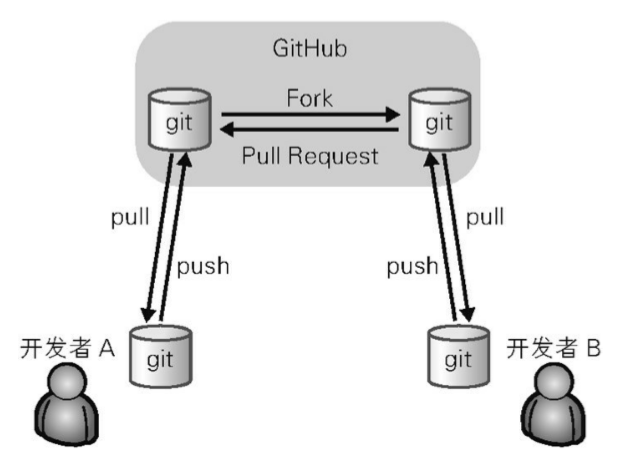 GitHub
Fork
git
git
Pull Request
pull
pull
push
push
开发者 A
git
git
开发者 B